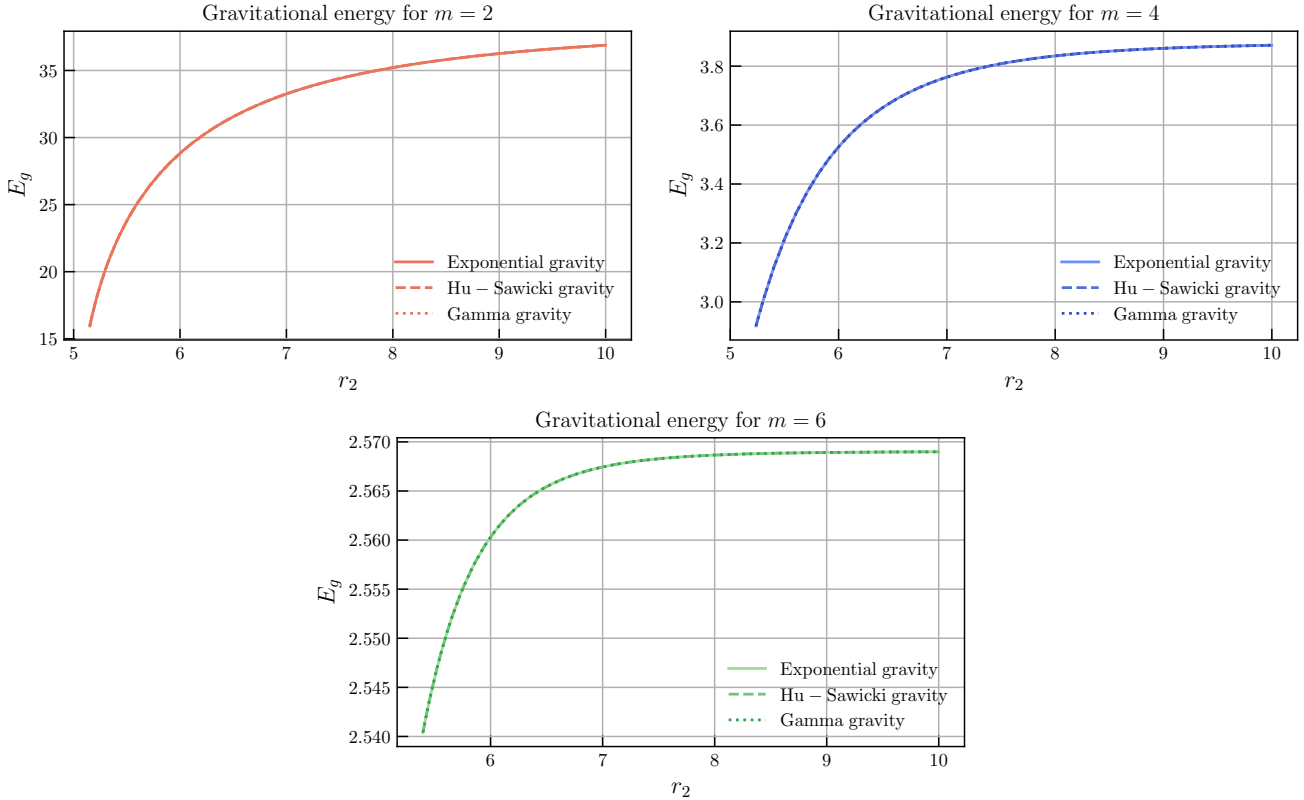 Gravitational energy for m = 2
35
30
25
20
15
E_g
5 6 7 8 9 10
r_2
Exponential gravity
Hu − Sawicki gravity
Gamma gravity
Gravitational energy for m = 4
3.8
3.6
3.4
3.2
3.0
E_g
5 6 7 8 9 10
r_2
Exponential gravity
Hu − Sawicki gravity
Gamma gravity
Gravitational energy for m = 6
2.570
2.565
2.560
2.555
2.550
2.545
2.540
E_g
6 7 8 9 10
r_2
Exponential gravity
Hu − Sawicki gravity
Gamma gravity